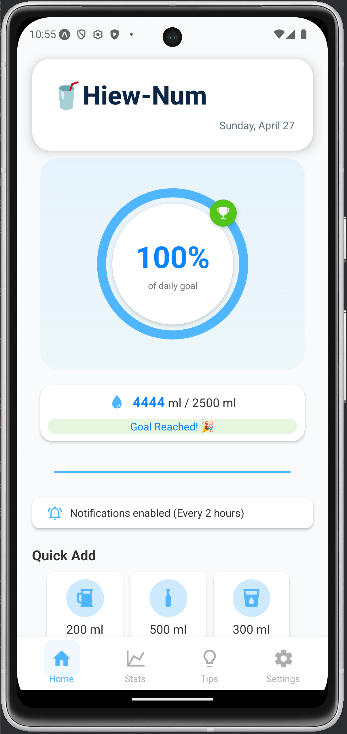 10:55
Hiew-Num
Sunday, April 27
100%
of daily goal
4444 ml / 2500 ml
Goal Reached! 🎉
Notifications enabled (Every 2 hours)
Quick Add
200 ml 500 ml 300 ml
Home Stats Tips Settings